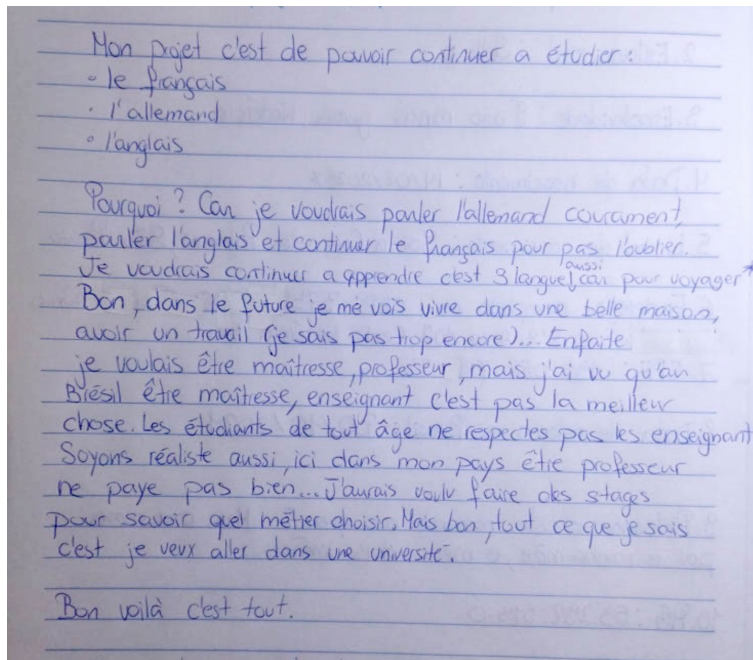 Mon projet c'est de pouvoir continuer a étudier :
◦ le français
· l'allemand
◦ l'anglais
Pourquoi ? Car je voudrais parler l'allemand courament,
parler l'anglais et continuer le français pour pas l'oublier.
Je voudrais continuer a apprendre c'est 3 langue aussi car pour voyager *
Bon, dans le future je me vois vivre dans une belle maison,
avoir un travail (je sais pas trop encore)... Enfaite
je voulais être maîtresse, professeur, mais j'ai vu qu'au
Brésil être maîtresse, enseignant c'est pas la meilleur
chose. Les étudiants de tout âge ne respectes pas les enseignant
Soyons réaliste aussi, ici dans mon pays être professeur
ne paye pas bien... J'aurais voulu faire des stages
pour savoir quel métier choisir. Mais bon, tout ce que je sais
c'est je veux aller dans une université.
Bon voilà c'est tout.